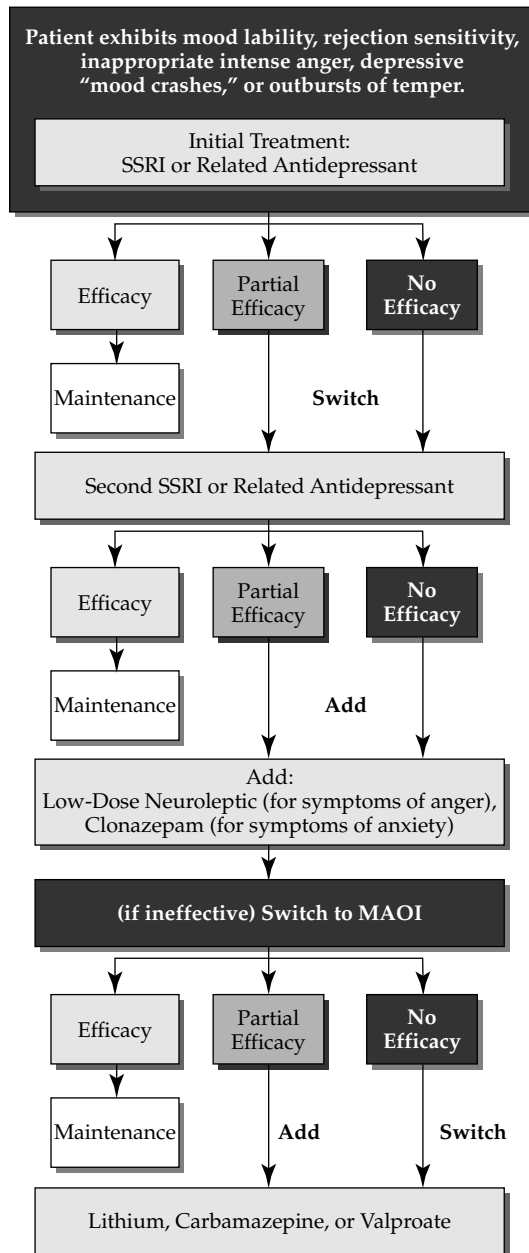 Patient exhibits mood lability, rejection sensitivity,
inappropriate intense anger, depressive
“mood crashes,” or outbursts of temper.
Initial Treatment:
SSRI or Related Antidepressant
Efficacy
Partial
Efficacy
No
Efficacy
Maintenance
Switch
Second SSRI or Related Antidepressant
Efficacy
Partial
Efficacy
No
Efficacy
Maintenance
Add
Add:
Low-Dose Neuroleptic (for symptoms of anger),
Clonazepam (for symptoms of anxiety)
(if ineffective) Switch to MAOI
Efficacy
Partial
Efficacy
No
Efficacy
Maintenance
Add
Switch
Lithium, Carbamazepine, or Valproate